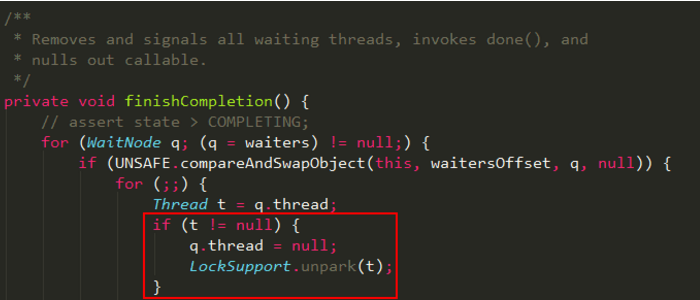 /**
* Removes and signals all waiting threads, invokes done(), and
* nulls out callable.
*/
private void finishCompletion() {
// assert state > COMPLETING;
for (WaitNode q; (q = waiters) != null;) {
if (UNSAFE.compareAndSwapObject(this, waitersOffset, q, null)) {
for (;;) {
Thread t = q.thread;
if (t != null) {
q.thread = null;
LockSupport.unpark(t);
}